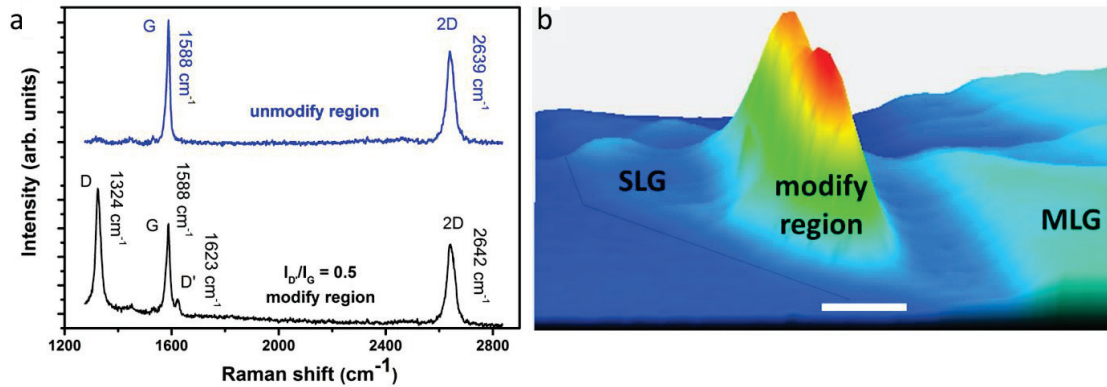 a
Intensity (arb. units)
G
1588 cm-1
2D
2639 cm-1
unmodify region
D
1324 cm-1
G
1588 cm-1
D'
1623 cm-1
ID'/IG = 0.5
modify region
2D
2642 cm-1
1200
1600
2000
2400
2800
Raman shift (cm-1)
b
SLG
modify
region
MLG